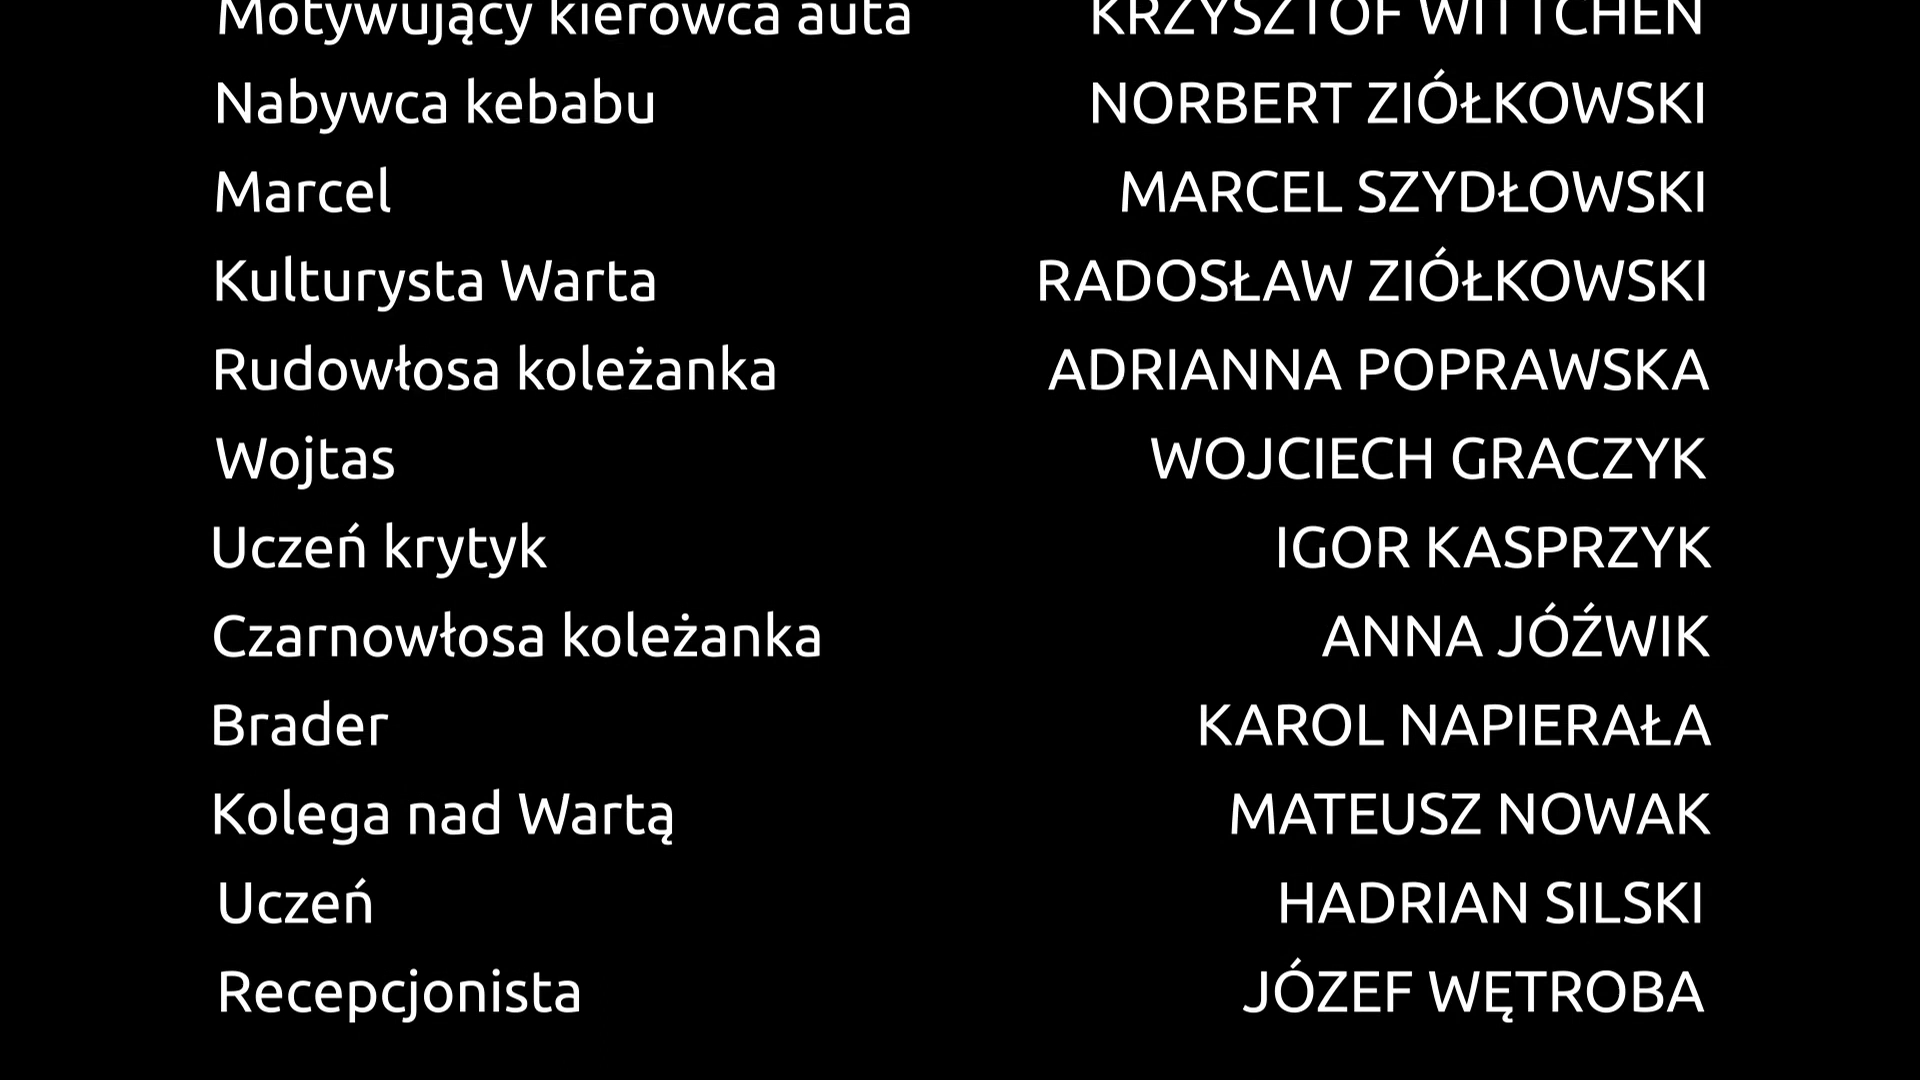 Motywujący kierowca auta KRZYSZTOF WITTCHEN
Nabywca kebabu NORBERT ZIÓŁKOWSKI
Marcel MARCEL SZYDŁOWSKI
Kulturysta Warta RADOSŁAW ZIÓŁKOWSKI
Rudowłosa koleżanka ADRIANNA POPRAWSKA
Wojtas WOJCIECH GRACZYK
Uczeń krytyk IGOR KASPRZYK
Czarnowłosa koleżanka ANNA JÓŹWIK
Brader KAROL NAPIERAŁA
Kolega nad Wartą MATEUSZ NOWAK
Uczeń HADRIAN SILSKI
Recepcjonista JÓZEF WĘTROBA